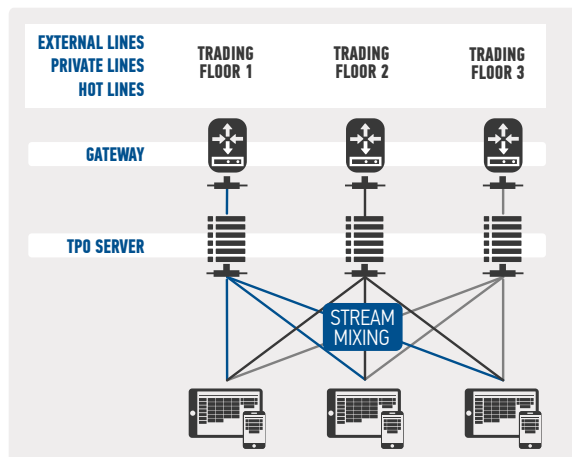 EXTERNAL LINES
PRIVATE LINES
HOT LINES
TRADING
FLOOR 1
TRADING
FLOOR 2
TRADING
FLOOR 3
GATEWAY
TPO SERVER
STREAM
MIXING